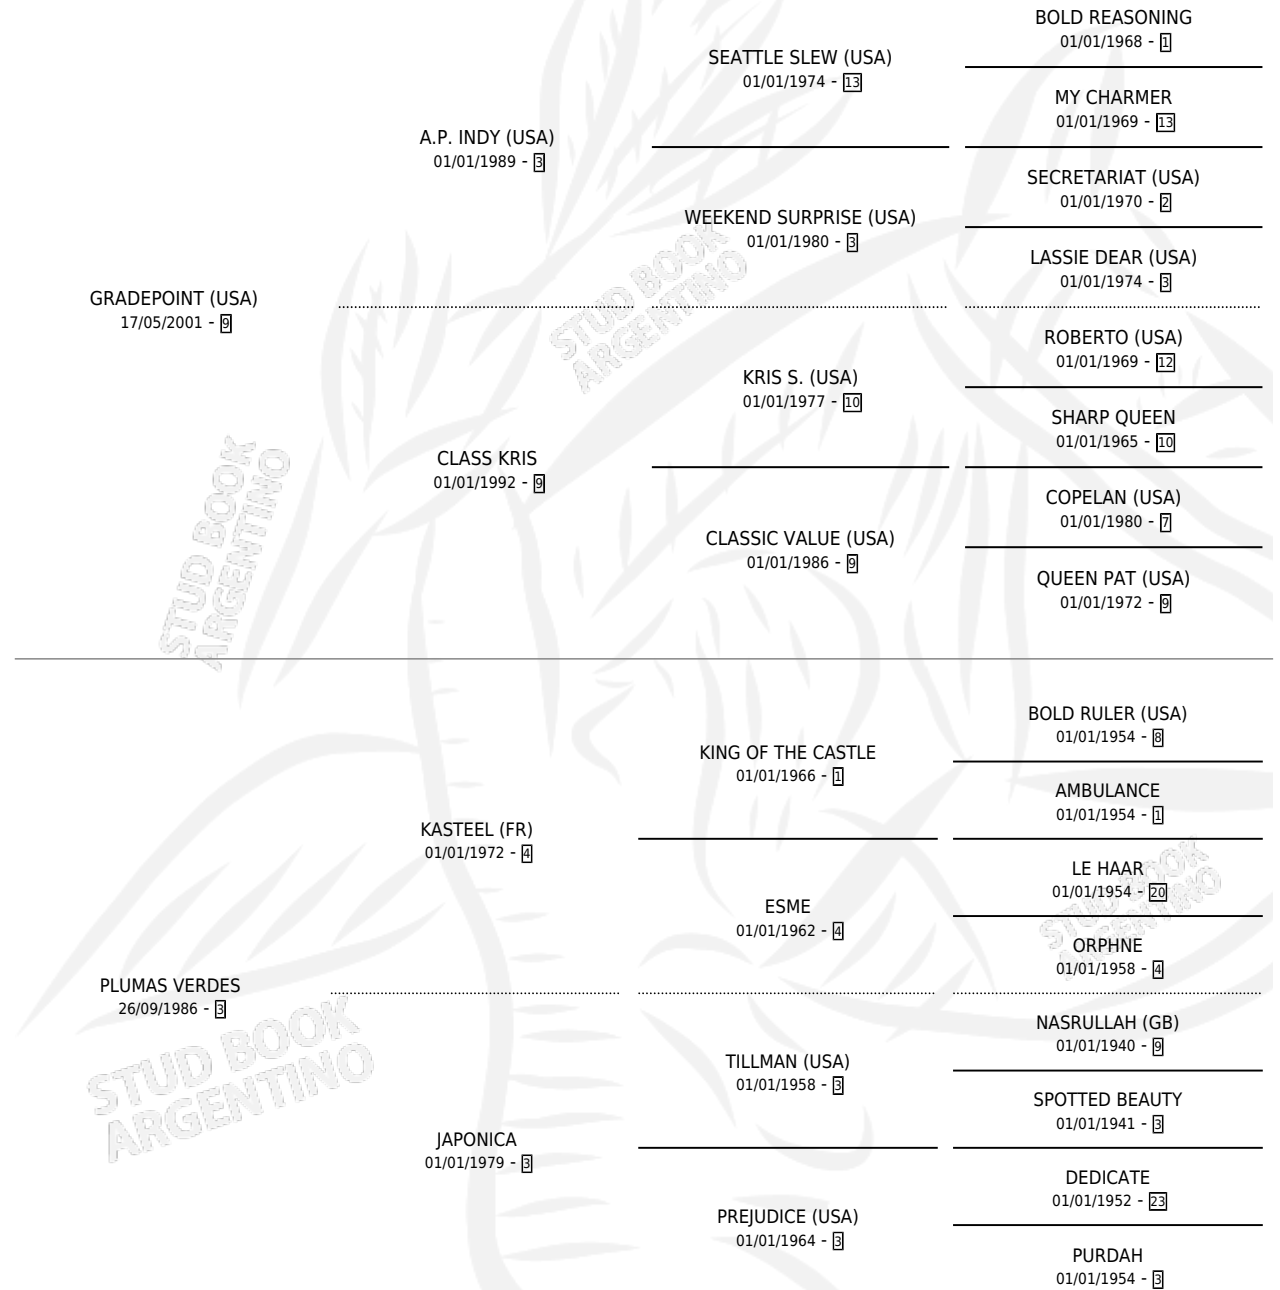 BOLD REASONING
01/01/1968 - 1
SEATTLE SLEW (USA)
01/01/1974 - 13
MY CHARMER
01/01/1969 - 13
A.P. INDY (USA)
01/01/1989 - 3
SECRETARIAT (USA)
01/01/1970 - 2
WEEKEND SURPRISE (USA)
01/01/1980 - 3
LASSIE DEAR (USA)
01/01/1974 - 3
GRADEPOINT (USA)
17/05/2001 - 9
ROBERTO (USA)
01/01/1969 - 12
KRIS S. (USA)
01/01/1977 - 10
SHARP QUEEN
01/01/1965 - 10
CLASS KRIS
01/01/1992 - 9
COPELAN (USA)
01/01/1980 - 7
CLASSIC VALUE (USA)
01/01/1986 - 9
QUEEN PAT (USA)
01/01/1972 - 9
BOLD RULER (USA)
01/01/1954 - 8
KING OF THE CASTLE
01/01/1966 - 1
AMBULANCE
01/01/1954 - 1
KASTEEL (FR)
01/01/1972 - 4
LE HAAR
01/01/1954 - 20
ESME
01/01/1962 - 4
ORPHNE
01/01/1958 - 4
PLUMAS VERDES
26/09/1986 - 3
NASRULLAH (GB)
01/01/1940 - 9
TILLMAN (USA)
01/01/1958 - 3
SPOTTED BEAUTY
01/01/1941 - 3
JAPONICA
01/01/1979 - 3
DEDICATE
01/01/1952 - 23
PREJUDICE (USA)
01/01/1964 - 3
PURDAH
01/01/1954 - 3
STUD BOOK
ARGENTINO
STUD BOOK
ARGENTINO
STUD BOOK
ARGENTINO
STUD BOOK
ARGENTINO